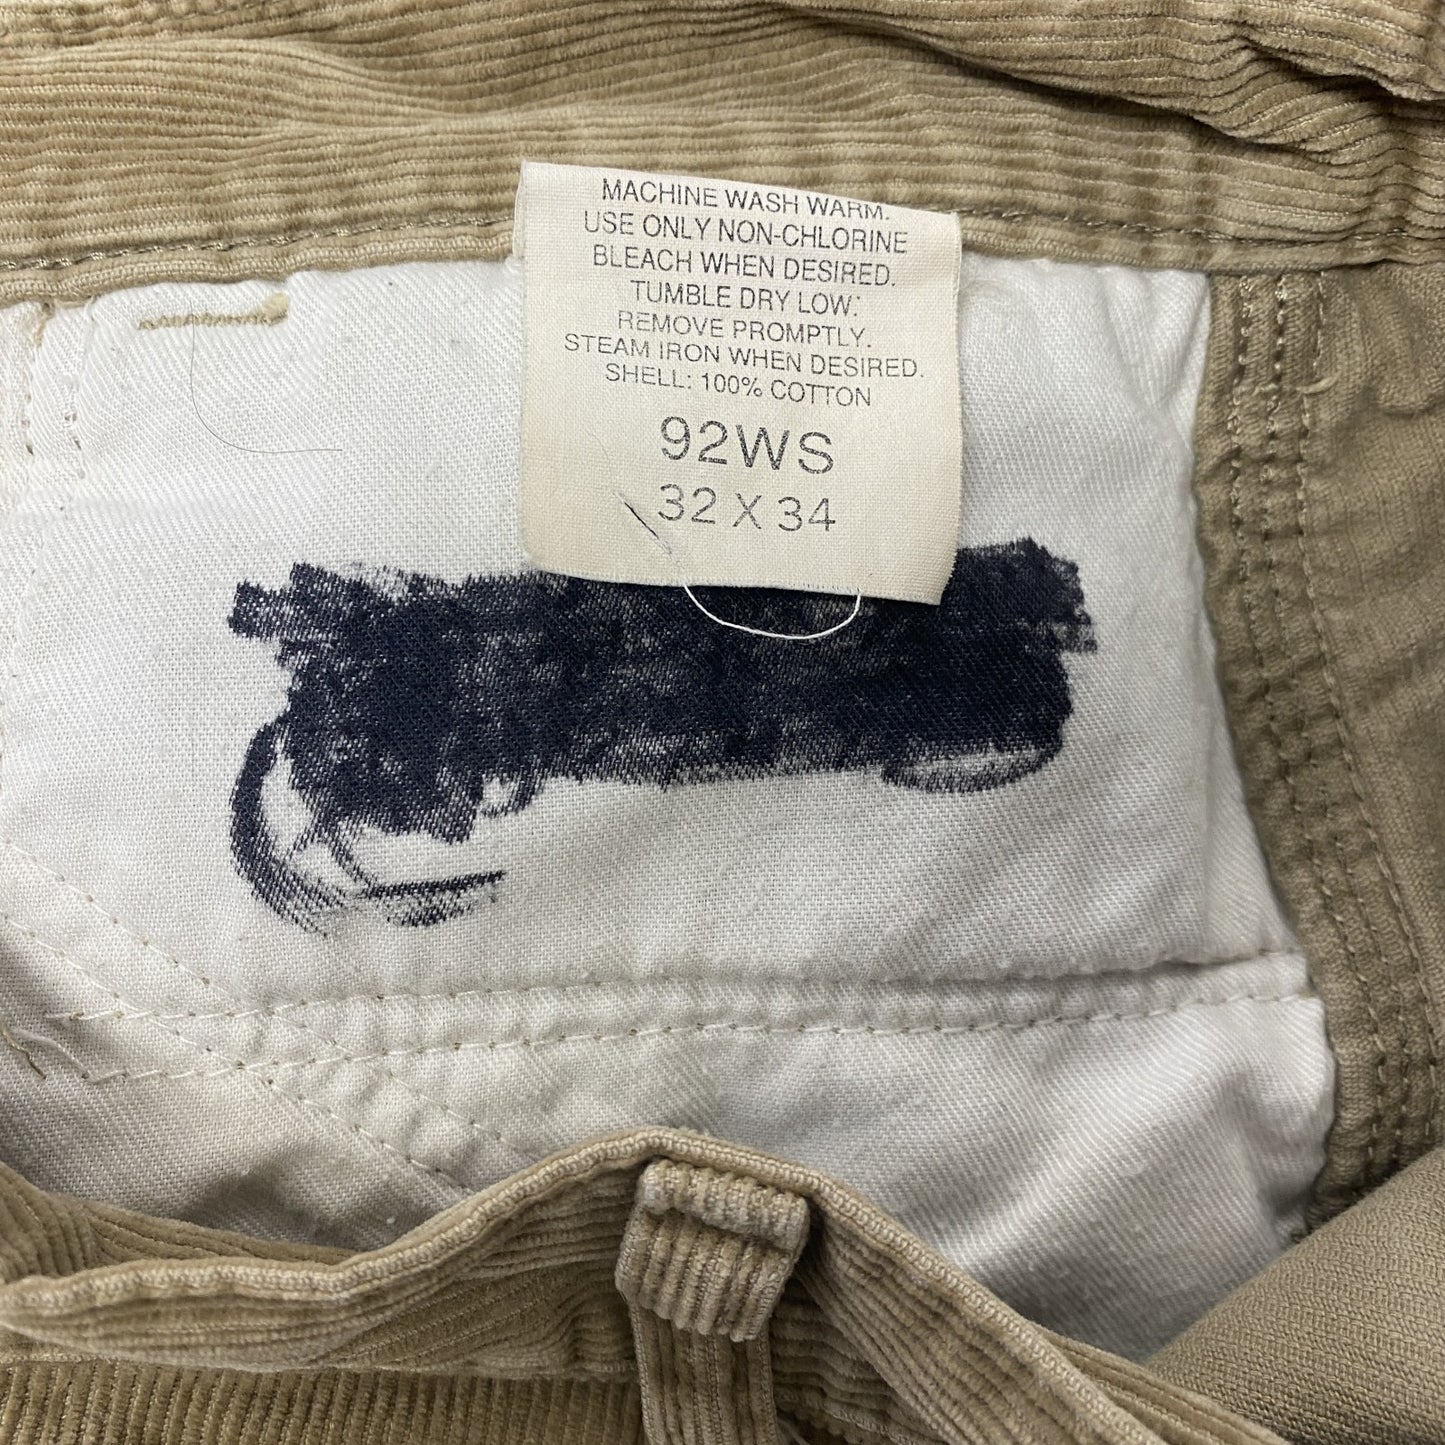 MACHINE WASH WARM.
USE ONLY NON-CHLORINE
BLEACH WHEN DESIRED.
TUMBLE DRY LOW:
REMOVE PROMPTLY.
STEAM IRON WHEN DESIRED.
SHELL: 100% COTTON
92WS
32 X 34